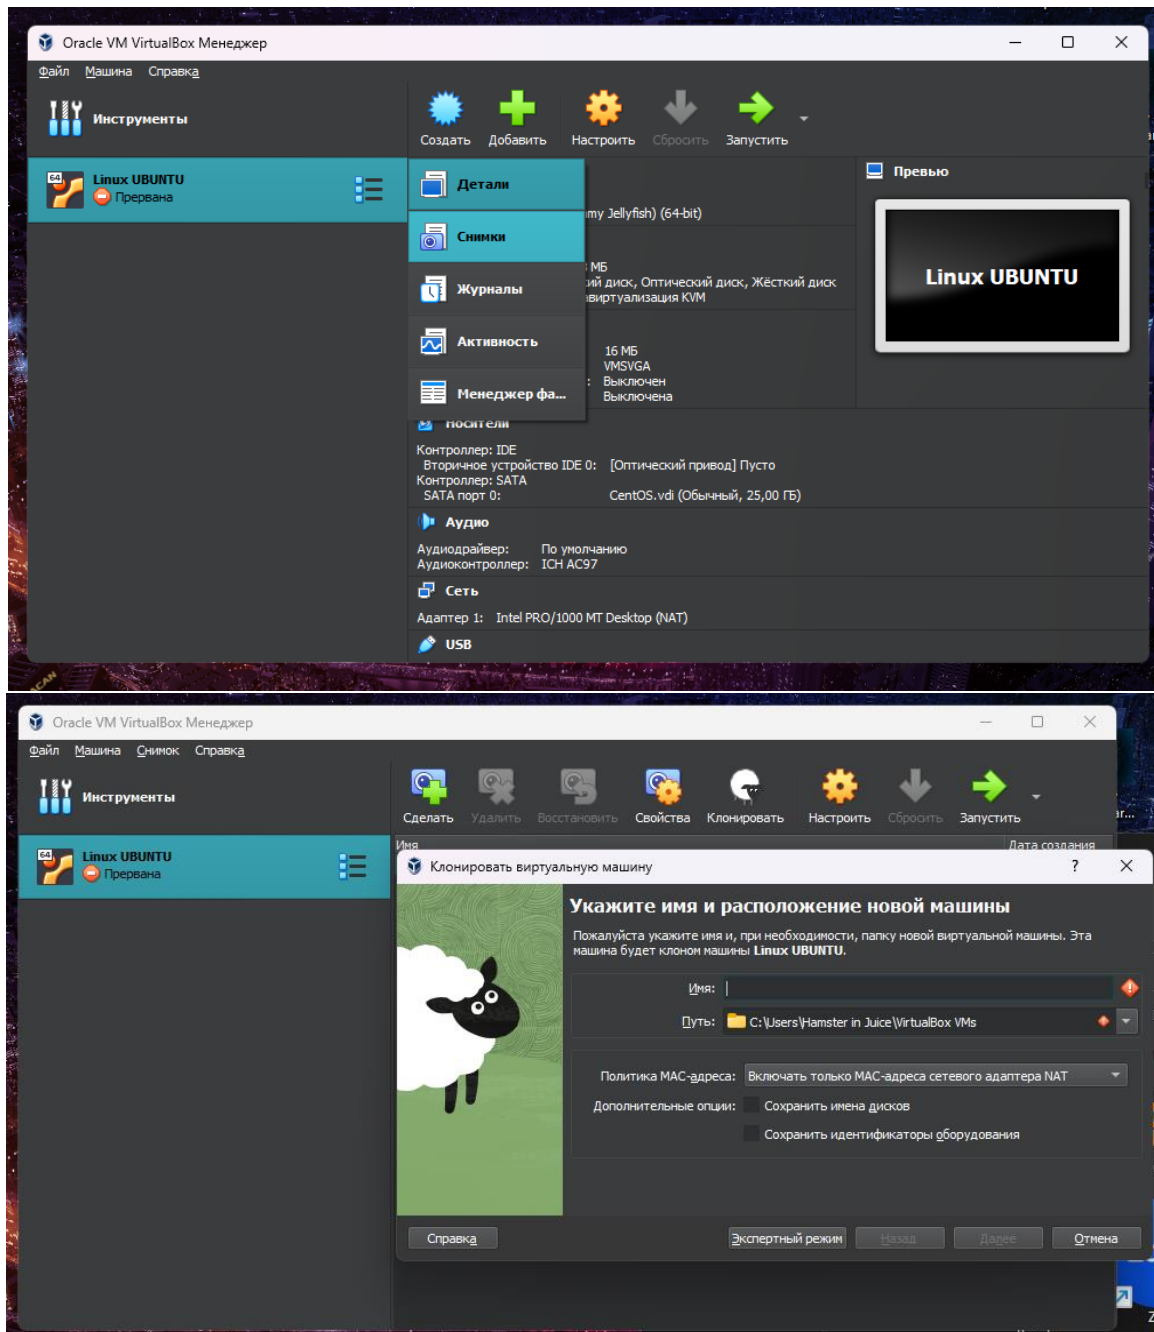 Oracle VM VirtualBox Менеджер
Файл Машина Справка
Инструменты
Создать Добавить Настроить Сбросить Запустить
64
Linux UBUNTU
Прервана
Детали
Снимки
Журналы
Активность
Менеджер фа...
my Jellyfish) (64-bit)
МБ
диск, Оптический диск, Жёсткий диск
виртуализация KVM
16 МБ
VMSVGA
: Выключен
Выключена
Превью
Linux UBUNTU
Носители
Контроллер: IDE
Вторичное устройство IDE 0: [Оптический привод] Пусто
Контроллер: SATA
SATA порт 0: CentOS.vdi (Обычный, 25,00 ГБ)
Аудио
Аудиодрайвер: По умолчанию
Аудиоконтроллер: ICH AC97
Сеть
Адаптер 1: Intel PRO/1000 MT Desktop (NAT)
USB
Oracle VM VirtualBox Менеджер
Файл Машина Снимок Справка
Инструменты
Сделать Удалить Восстановить Свойства Клонировать Настроить Сбросить Запустить
64
Linux UBUNTU
Прервана
Имя Дата создания
Клонировать виртуальную машину ?
Укажите имя и расположение новой машины
Пожалуйста укажите имя и, при необходимости, папку новой виртуальной машины. Эта
машина будет клоном машины Linux UBUNTU.
Имя:
Путь: C:\Users\Hamster in Juice\VirtualBox VMs
Политика MAC-адреса: Включать только MAC-адреса сетевого адаптера NAT
Дополнительные опции: Сохранить имена дисков
Сохранить идентификаторы оборудования
Справка Экспертный режим Назад Далее Отмена